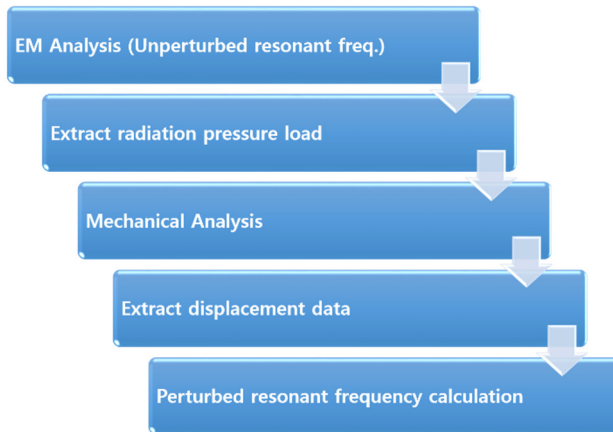 EM Analysis (Unperturbed resonant freq.)
Extract radiation pressure load
Mechanical Analysis
Extract displacement data
Perturbed resonant frequency calculation